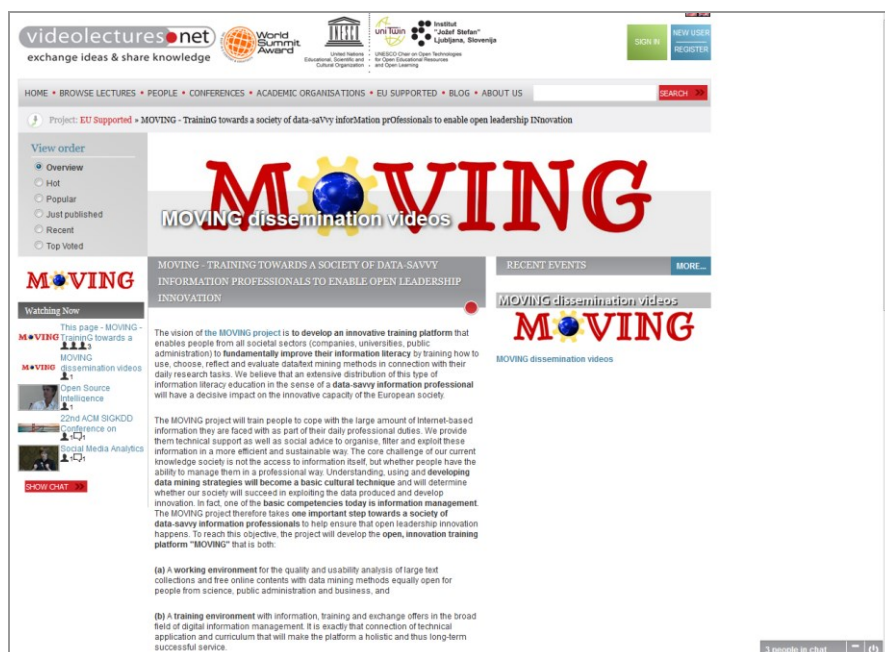 videolectures.net
exchange ideas & share knowledge
World
Summit
Award
UNESCO
United Nations
Educational, Scientific and
Cultural Organization
uni Twin
Institut
"Jožef Stefan"
Ljubljana, Slovenija
UNESCO Chair on Open Technologies
for Open Educational Resources
and Open Learning
SIGN IN
NEW USER
REGISTER
HOME • BROWSE LECTURES • PEOPLE • CONFERENCES • ACADEMIC ORGANISATIONS • EU SUPPORTED • BLOG • ABOUT US
SEARCH
Project: EU Supported » MOVING - TraininG towards a society of data-saVvy inforMation prOfessionals to enable open leadership INnovation
View order
Overview
Hot
Popular
Just published
Recent
Top Voted
MOVING
MOVING dissemination videos
MOVING
Watching Now
MOVING
This page - MOVING -
TraininG towards a
3
MOVING
MOVING
dissemination videos
1
Open Source
Intelligence
1
22nd ACM SIGKDD
Conference on
1 1
Social Media Analytics
1 1
SHOW CHAT
MOVING - TRAINING TOWARDS A SOCIETY OF DATA-SAVVY
INFORMATION PROFESSIONALS TO ENABLE OPEN LEADERSHIP
INNOVATION
The vision of the MOVING project is to develop an innovative training platform that
enables people from all societal sectors (companies, universities, public
administration) to fundamentally improve their information literacy by training how to
use, choose, reflect and evaluate data/text mining methods in connection with their
daily research tasks. We believe that an extensive distribution of this type of
information literacy education in the sense of a data-savvy information professional
will have a decisive impact on the innovative capacity of the European society.
The MOVING project will train people to cope with the large amount of Internet-based
information they are faced with as part of their daily professional duties. We provide
them technical support as well as social advice to organise, filter and exploit these
information in a more efficient and sustainable way. The core challenge of our current
knowledge society is not the access to information itself, but whether people have the
ability to manage them in a professional way. Understanding, using and developing
data mining strategies will become a basic cultural technique and will determine
whether our society will succeed in exploiting the data produced and develop
innovation. In fact, one of the basic competencies today is information management.
The MOVING project therefore takes one important step towards a society of
data-savvy information professionals to help ensure that open leadership innovation
happens. To reach this objective, the project will develop the open, innovation training
platform "MOVING" that is both:
(a) A working environment for the quality and usability analysis of large text
collections and free online contents with data mining methods equally open for
people from science, public administration and business, and
(b) A training environment with information, training and exchange offers in the broad
field of digital information management. It is exactly that connection of technical
application and curriculum that will make the platform a holistic and thus long-term
successful service.
RECENT EVENTS
MORE...
MOVING dissemination videos
MOVING
MOVING dissemination videos
3 people in chat